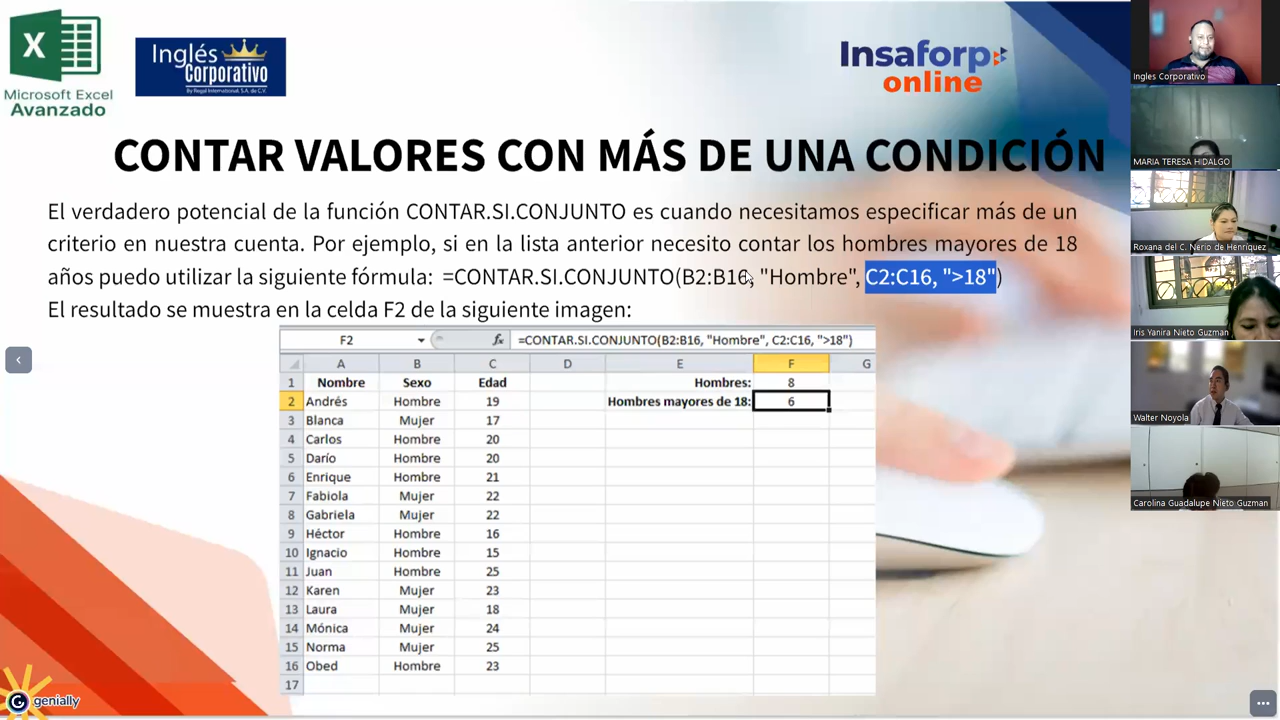 Microsoft Excel
Avanzado
Inglés
Corporativo
By Regal International, S.A. de C.V.
Insaforp
online
CONTAR VALORES CON MÁS DE UNA CONDICIÓN
El verdadero potencial de la función CONTAR.SI.CONJUNTO es cuando necesitamos especificar más de un
criterio en nuestra cuenta. Por ejemplo, si en la lista anterior necesito contar los hombres mayores de 18
años puedo utilizar la siguiente fórmula: =CONTAR.SI.CONJUNTO(B2:B16, "Hombre", C2:C16, ">18")
El resultado se muestra en la celda F2 de la siguiente imagen:
F2 fx =CONTAR.SI.CONJUNTO(B2:B16, "Hombre", C2:C16, ">18")
A B C D E F G
1 Nombre Sexo Edad Hombres: 8
2 Andrés Hombre 19 Hombres mayores de 18: 6
3 Blanca Mujer 17
4 Carlos Hombre 20
5 Darío Hombre 20
6 Enrique Hombre 21
7 Fabiola Mujer 22
8 Gabriela Mujer 22
9 Héctor Hombre 16
10 Ignacio Hombre 15
11 Juan Hombre 25
12 Karen Mujer 23
13 Laura Mujer 18
14 Mónica Mujer 24
15 Norma Mujer 25
16 Obed Hombre 23
17
genially
Ingles Corporativo
MARIA TERESA HIDALGO
Roxana del C. Nerio de Henríquez
Iris Yanira Nieto Guzman
Walter Noyola
Carolina Guadalupe Nieto Guzman